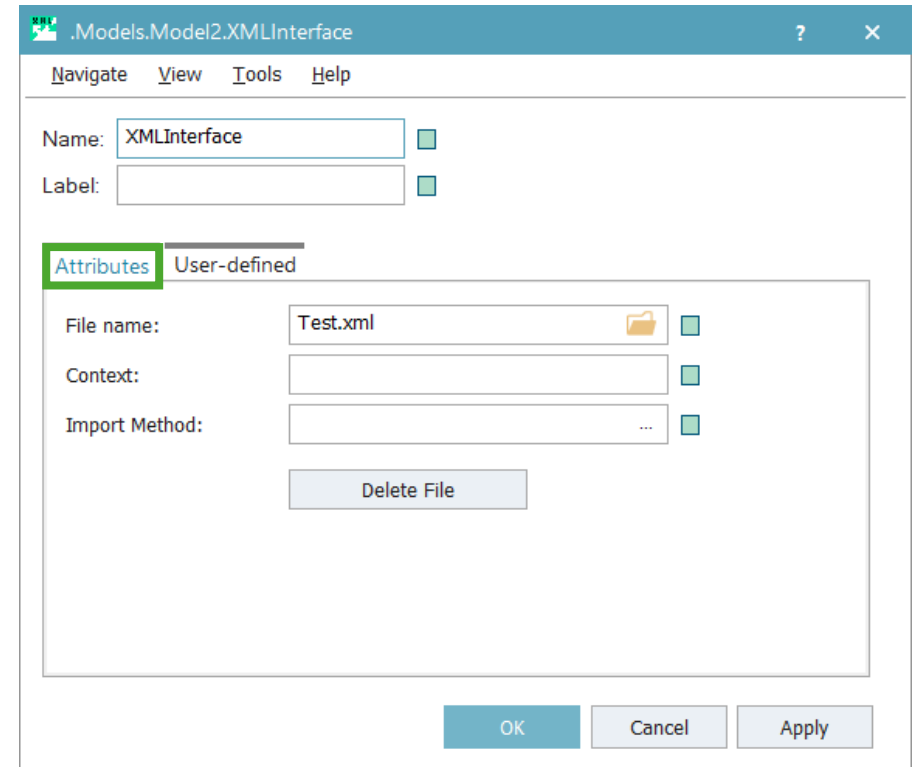 XML .Models.Model2.XMLInterface ? ×
Navigate View Tools Help
Name: XMLInterface
Label:
Attributes User-defined
File name: Test.xml
Context:
Import Method: ...
Delete File
OK Cancel Apply